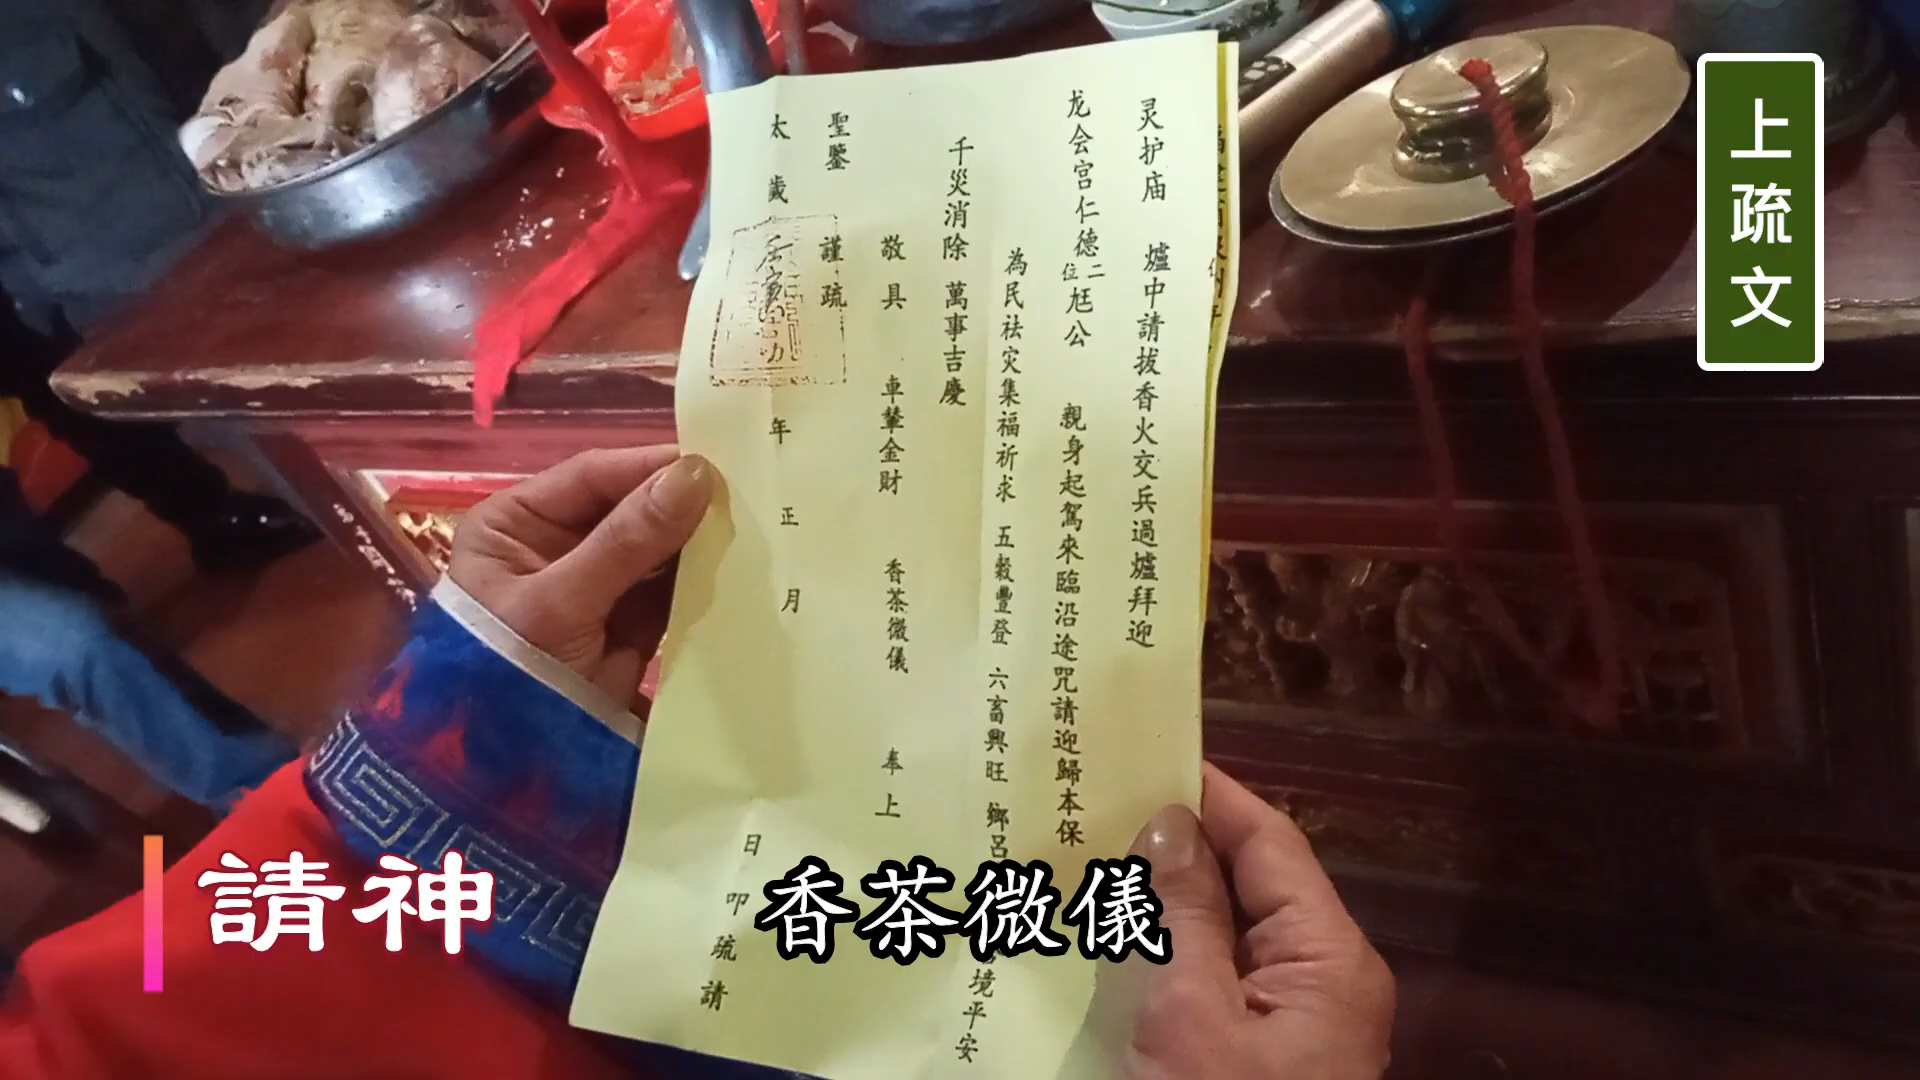 上疏文
灵护庙 爐中請拔香火交兵過爐拜迎
龙会宫仁德二位尪公 親身起駕來臨沿途咒請迎歸本保
為民祛灾集福祈求 五穀豐登 六畜興旺 鄉呂 境平安
千災消除 萬事吉慶
敬具 車輦金財 香茶微儀 奉上
聖鑒 謹疏
太歲 年 正 月 日 叩 疏 請
請神
香茶微儀